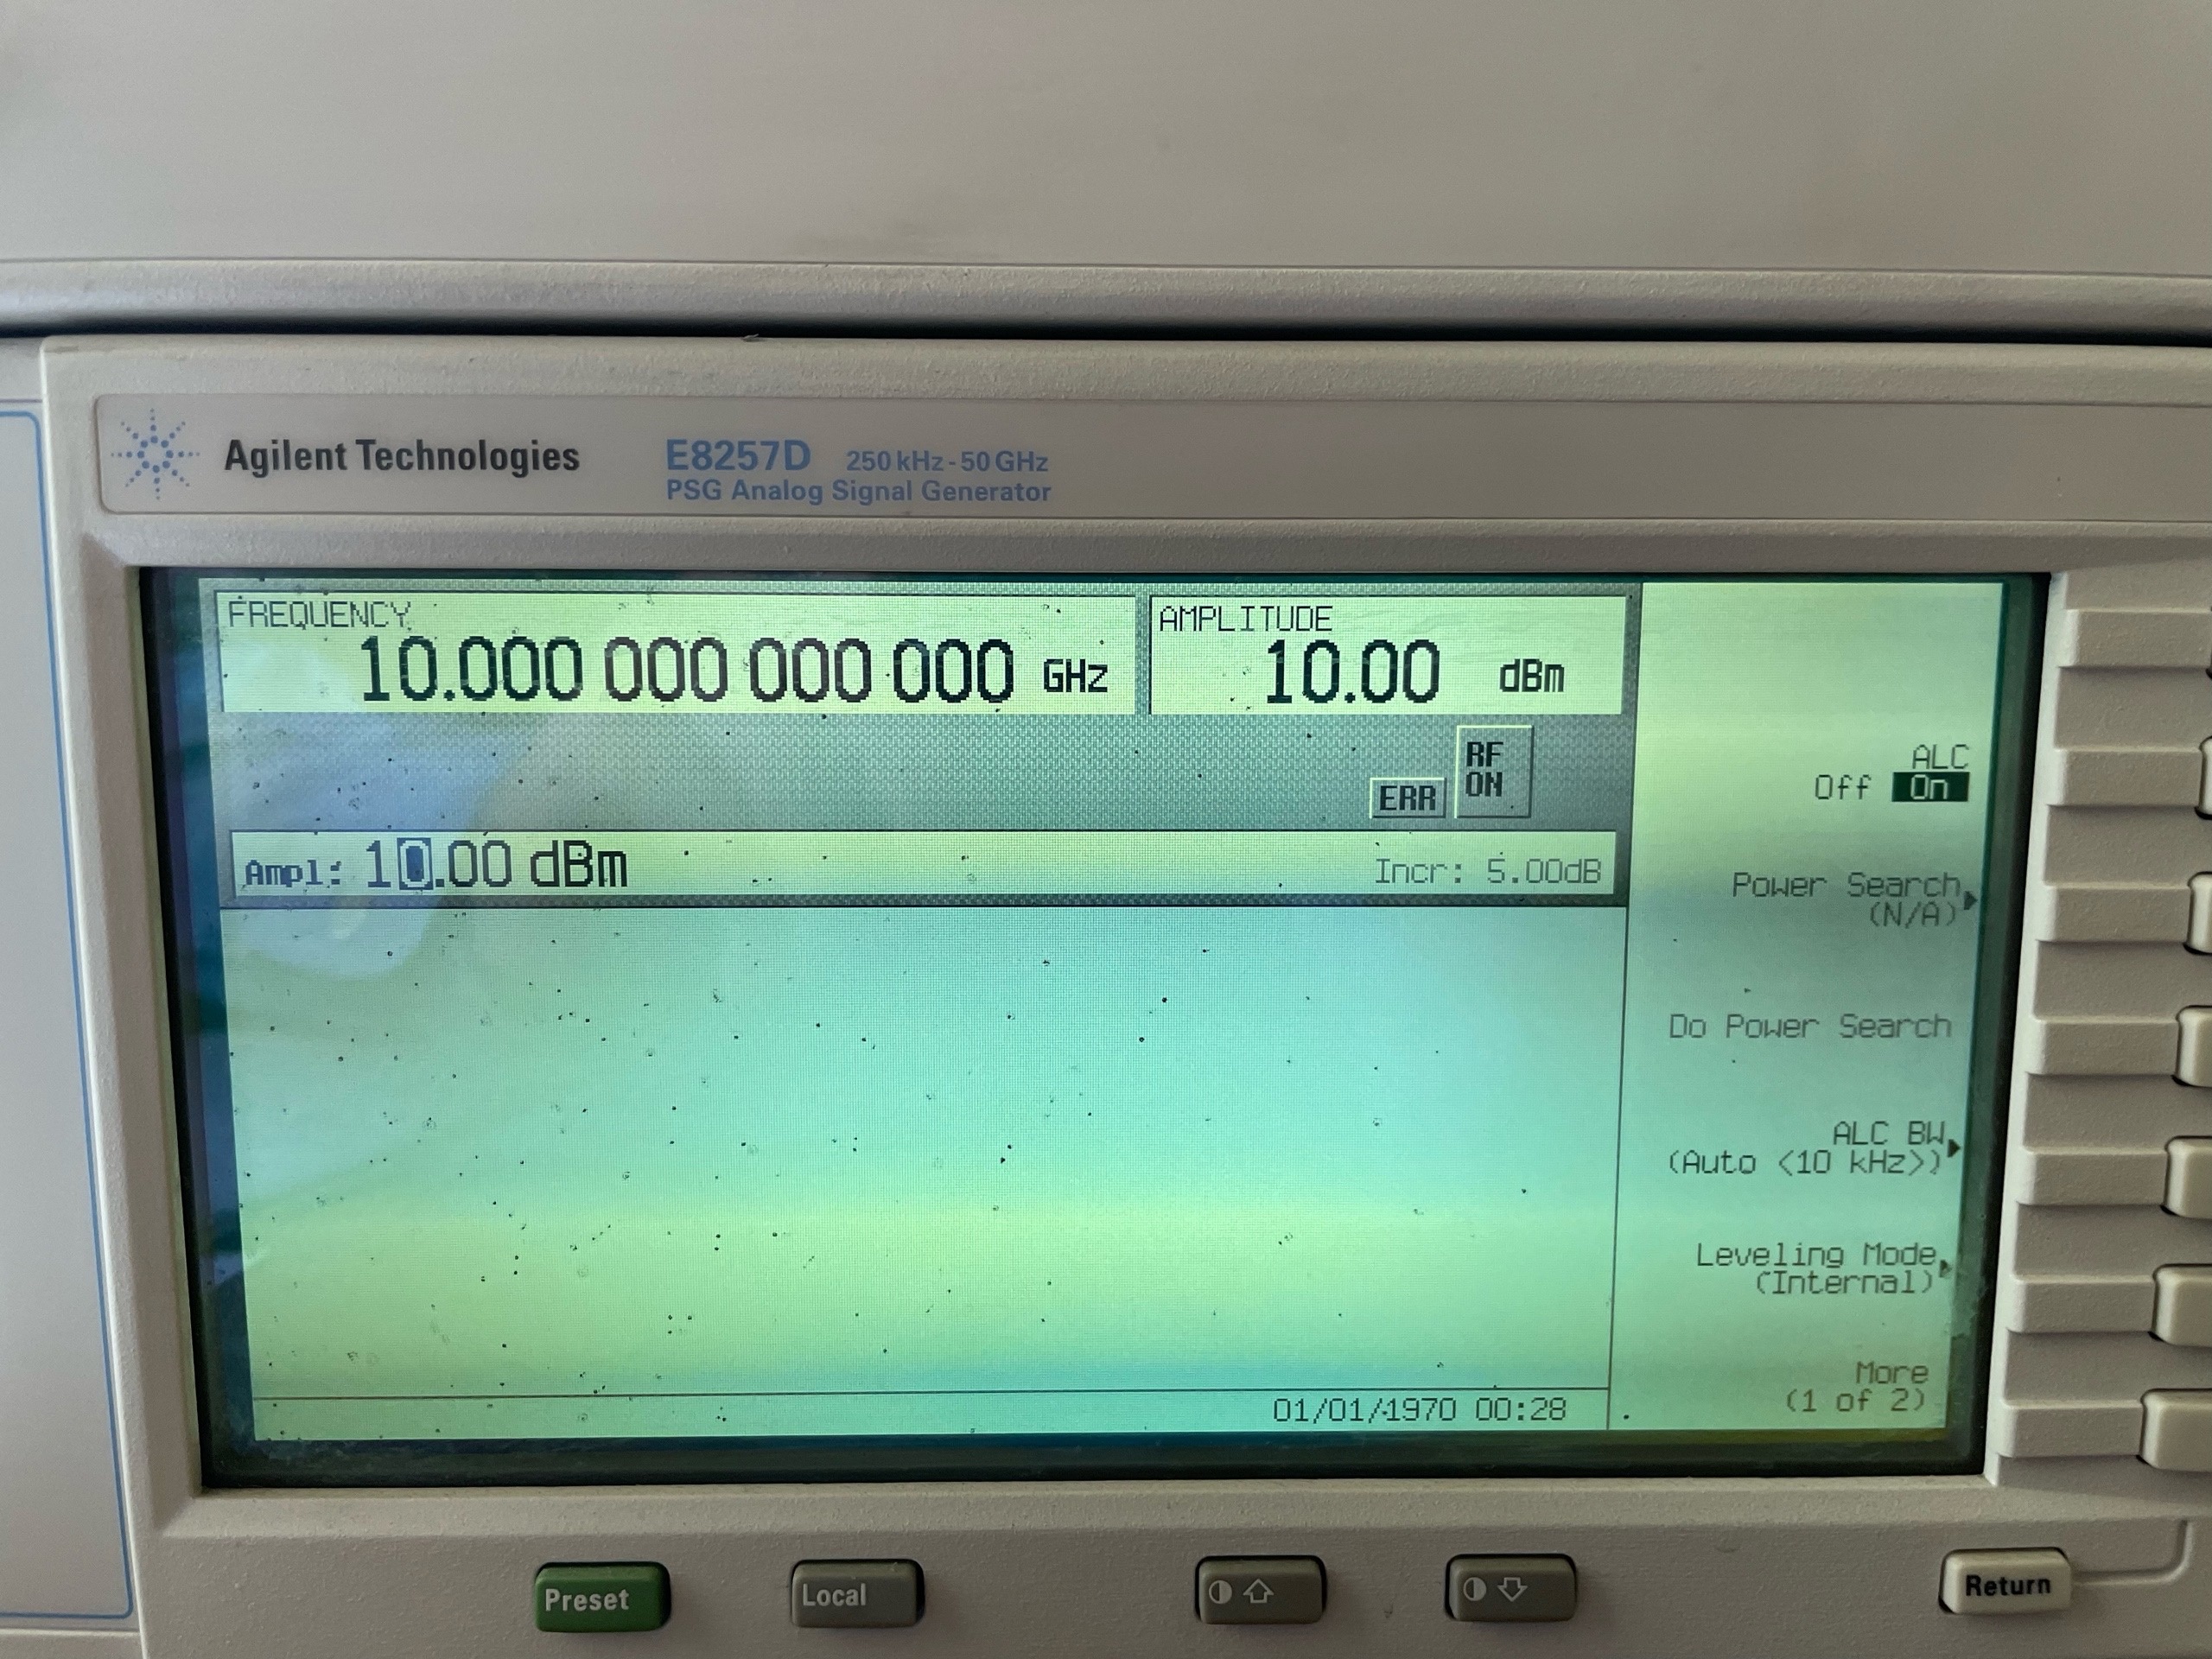 Agilent Technologies
E8257D 250 kHz - 50 GHz
PSG Analog Signal Generator
FREQUENCY
10.000 000 000 000 GHz
AMPLITUDE
10.00 dBm
RF
ON
ERR
Ampl: 10.00 dBm
Incr: 5.00dB
ALC
Off On
Power Search
(N/A)
Do Power Search
ALC BW
(Auto <10 kHz>)
Leveling Mode
(Internal)
More
(1 of 2)
01/01/1970 00:28
Preset
Local
Return